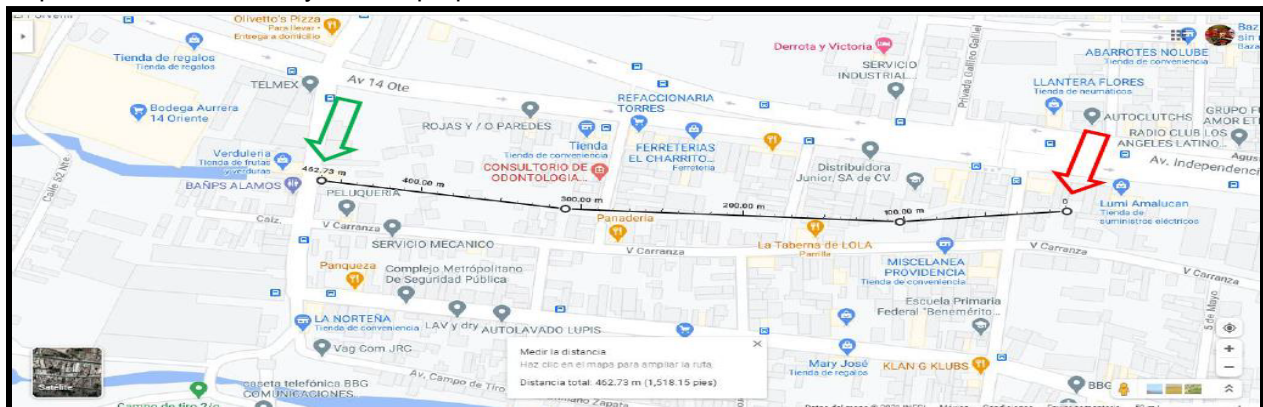 Olivetto's Pizza
Para llevar •
Entrega a domicilio
Tienda de regalos
Tienda de regalos
TELMEX
Av 14 Ote
Bodega Aurrera
14 Oriente
ROJAS Y / O PAREDES
REFACCIONARIA
TORRES
Derrota y Victoria
SERVICIO
INDUSTRIAL...
Privada Galileo Galilei
ABARROTES NOLUBE
Tienda de conveniencia
LLANTERA FLORES
Tienda de neumáticos
AUTOCLUTCHS
RADIO CLUB LOS
ANGELES LATINO...
Av. Independenci
Verdulería
Tienda de frutas
y verduras
Calle 52 Nte.
BAÑPS ALAMOS
462.73 m
400.00 m
300.00 m
200.00 m
100.00 m
0
PELUQUERIA
Tienda
Tienda de conveniencia
FERRETERIAS
EL CHARRITO...
Ferretería
CONSULTORIO DE
ODONTOLOGIA...
Distribuidora
Junior, SA de CV
Lumi Amalucan
Tienda de
suministros eléctricos
Calz.
V Carranza
SERVICIO MECANICO
Panaderia
V Carranza
La Taberna de LOLA
Parrilla
V Carranza
V Carranza
MISCELANEA
PROVIDENCIA
Tienda de conveniencia
Panqueza
Complejo Metrópolitano
De Seguridad Pública
Escuela Primaria
Federal "Benemérito...
5 de Mayo
LA NORTEÑA
Tienda de conveniencia
LAV y dry
AUTOLAVADO LUPIS
Vag Com JRC
Medir la distancia
Haz clic en el mapa para ampliar la ruta.
Distancia total: 462.73 m (1,518.15 pies)
Mary José
Tienda de regalos
KLAN G KLUBS
BBG
Satélite
caseta telefónica BBG
COMUNICACIONES
Av. Campo de Tiro